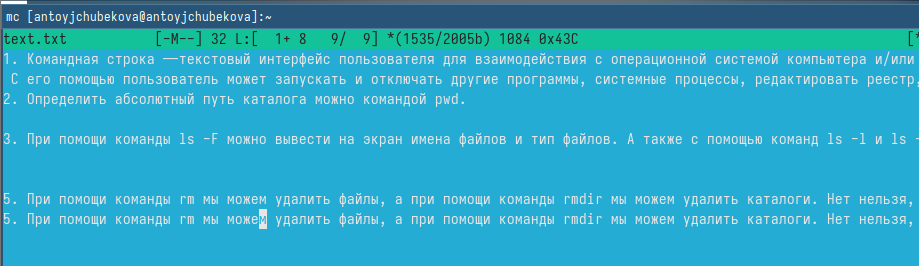 mc [antoyjchubekova@antoyjchubekova]:~
text.txt [-M--] 32 L:[ 1+ 8 9/ 9] *(1535/2005b) 1084 0x43C [*
1. Командная строка —текстовый интерфейс пользователя для взаимодействия с операционной системой компьютера и/или
С его помощью пользователь может запускать и отключать другие программы, системные процессы, редактировать реестр,
2. Определить абсолютный путь каталога можно командой pwd.
3. При помощи команды ls -F можно вывести на экран имена файлов и тип файлов. А также с помощью команд ls -l и ls -
5. При помощи команды rm мы можем удалить файлы, а при помощи команды rmdir мы можем удалить каталоги. Нет нельзя,
5. При помощи команды rm мы можем удалить файлы, а при помощи команды rmdir мы можем удалить каталоги. Нет нельзя,